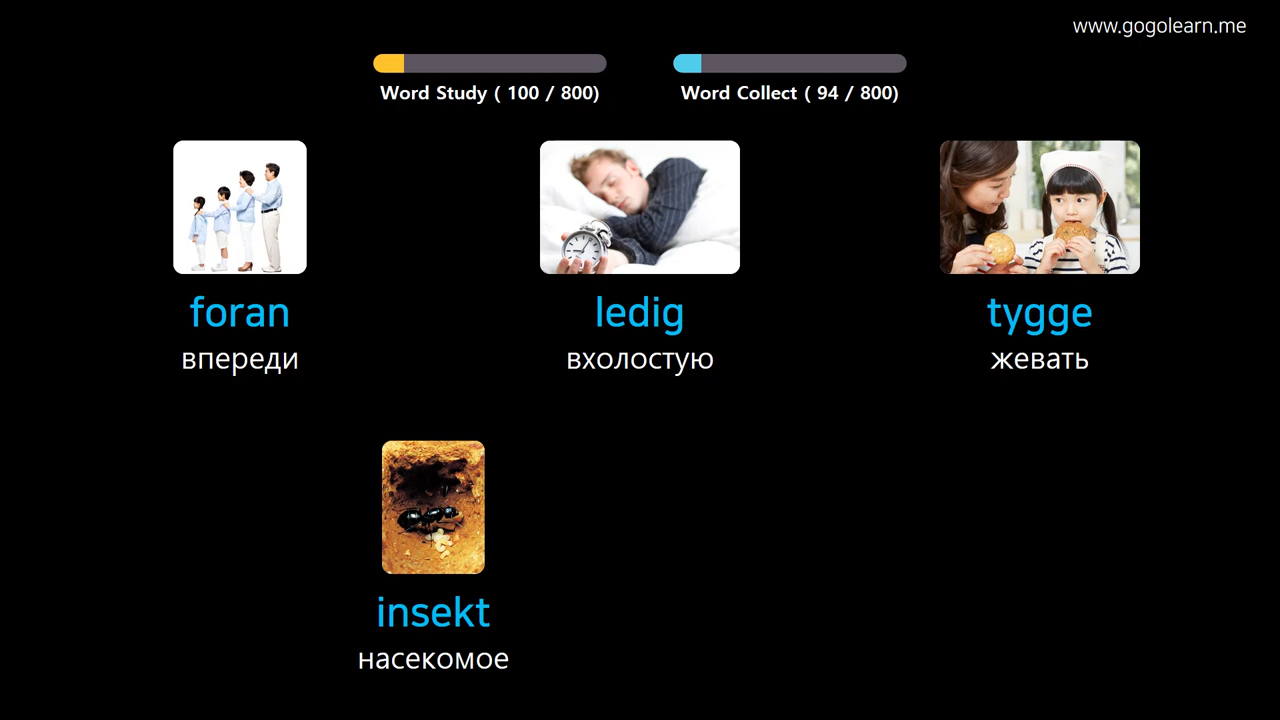 www.gogolearn.me
Word Study ( 100 / 800)
Word Collect ( 94 / 800)
foran
впереди
ledig
вхолостую
tygge
жевать
insekt
насекомое